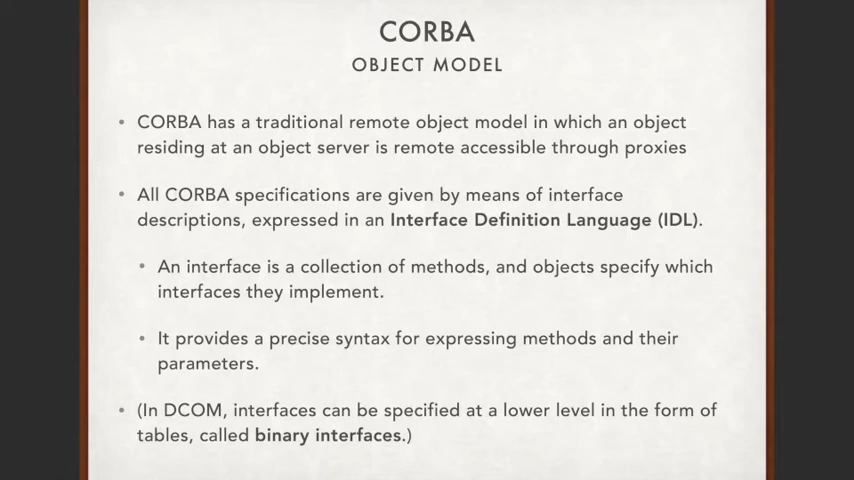 CORBA
OBJECT MODEL
• CORBA has a traditional remote object model in which an object
residing at an object server is remote accessible through proxies
• All CORBA specifications are given by means of interface
descriptions, expressed in an Interface Definition Language (IDL).
• An interface is a collection of methods, and objects specify which
interfaces they implement.
• It provides a precise syntax for expressing methods and their
parameters.
• (In DCOM, interfaces can be specified at a lower level in the form of
tables, called binary interfaces.)